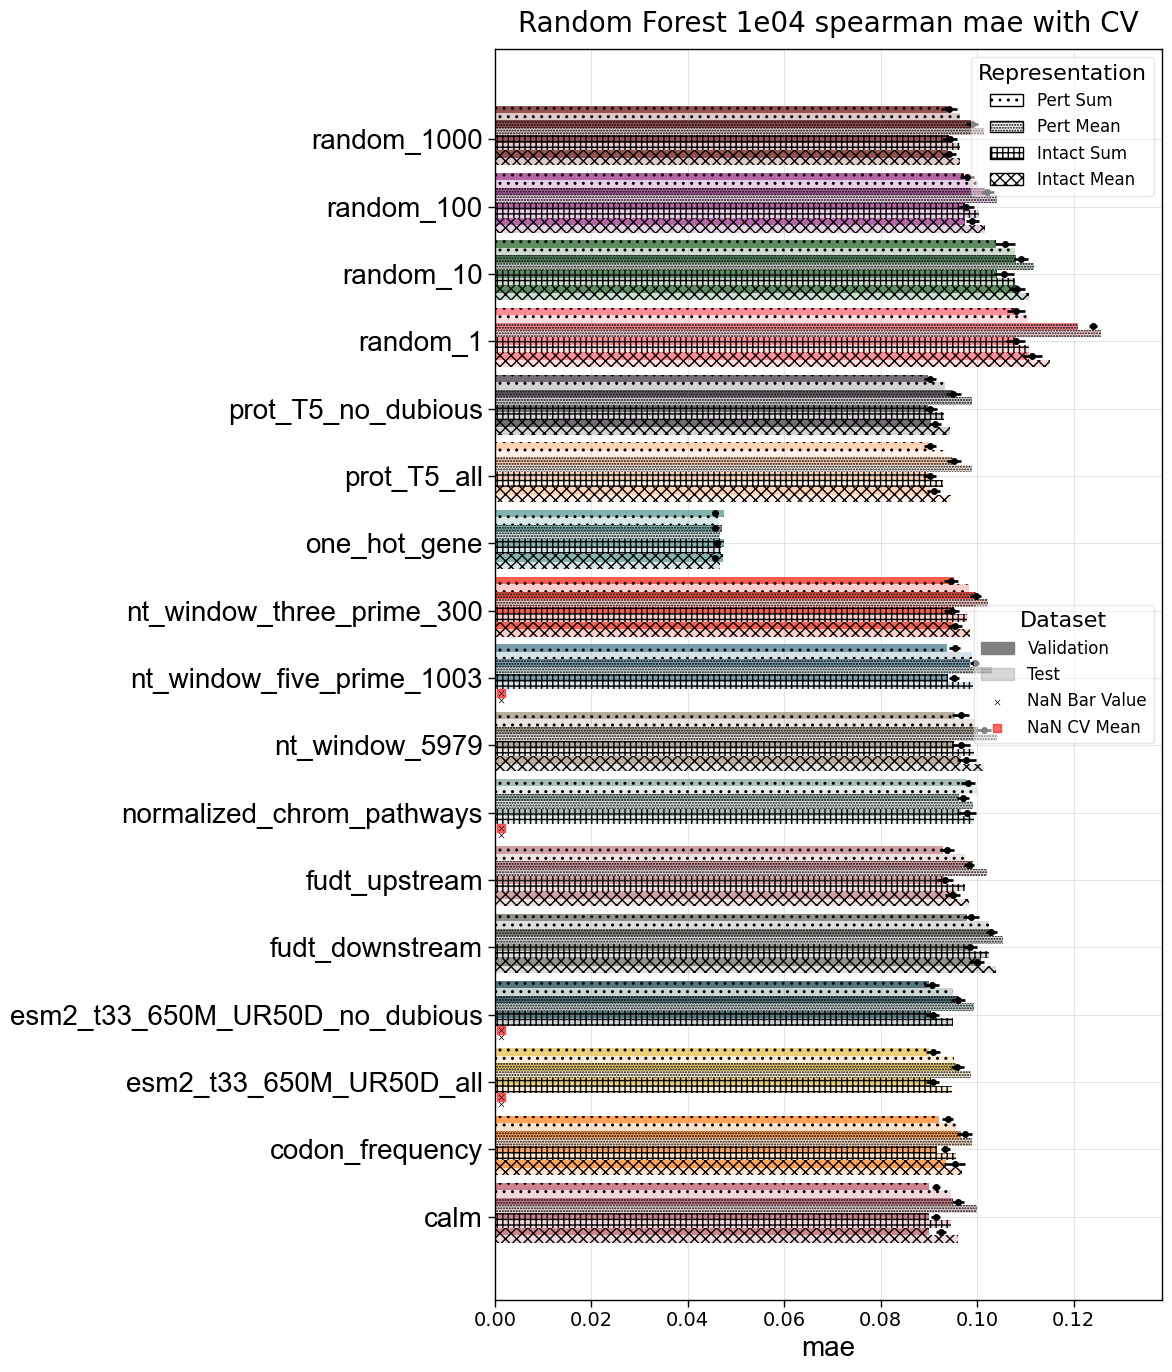 Random Forest 1e04 spearman mae with CV
Representation
Pert Sum
Pert Mean
Intact Sum
Intact Mean
random_1000
random_100
random_10
random_1
prot_T5_no_dubious
prot_T5_all
one_hot_gene
nt_window_three_prime_300
nt_window_five_prime_1003
nt_window_5979
normalized_chrom_pathways
fudt_upstream
fudt_downstream
esm2_t33_650M_UR50D_no_dubious
esm2_t33_650M_UR50D_all
codon_frequency
calm
Dataset
Validation
Test
NaN Bar Value
NaN CV Mean
0.00 0.02 0.04 0.06 0.08 0.10 0.12
mae